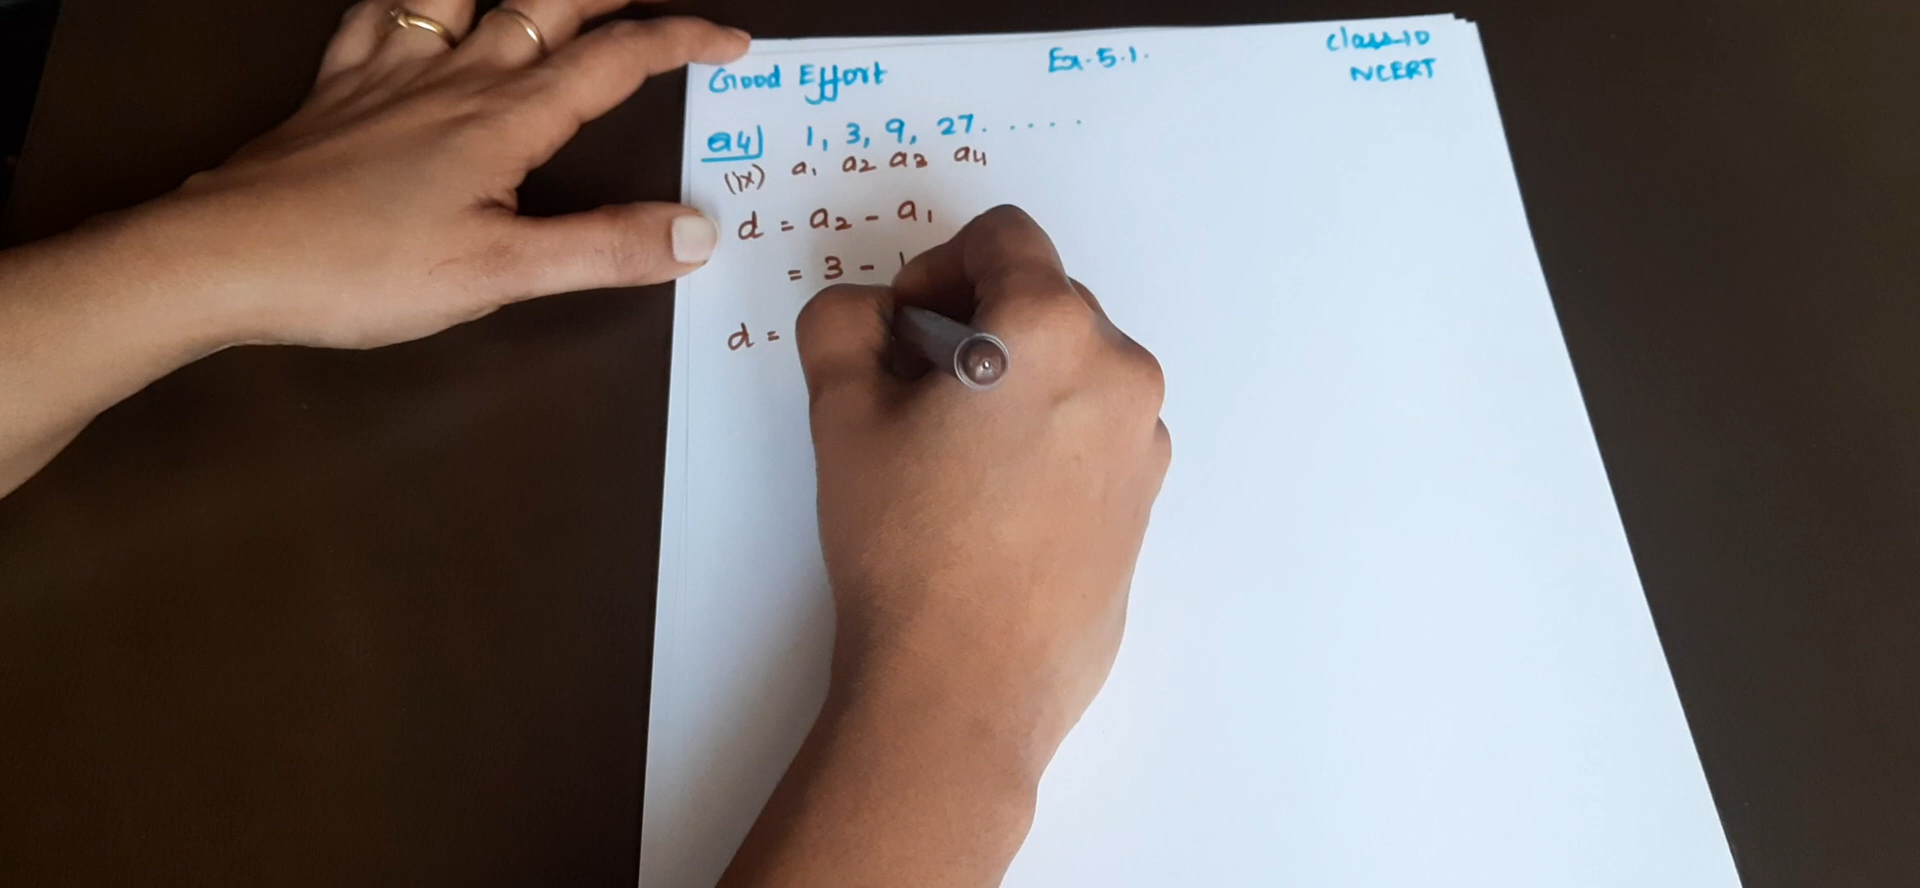 Good Effort Ex. 5.1. Class-10
NCERT
Q4) 1, 3, 9, 27. ....
(ix) a1 a2 a3 a4
d = a2 - a1
= 3 - 1
d =